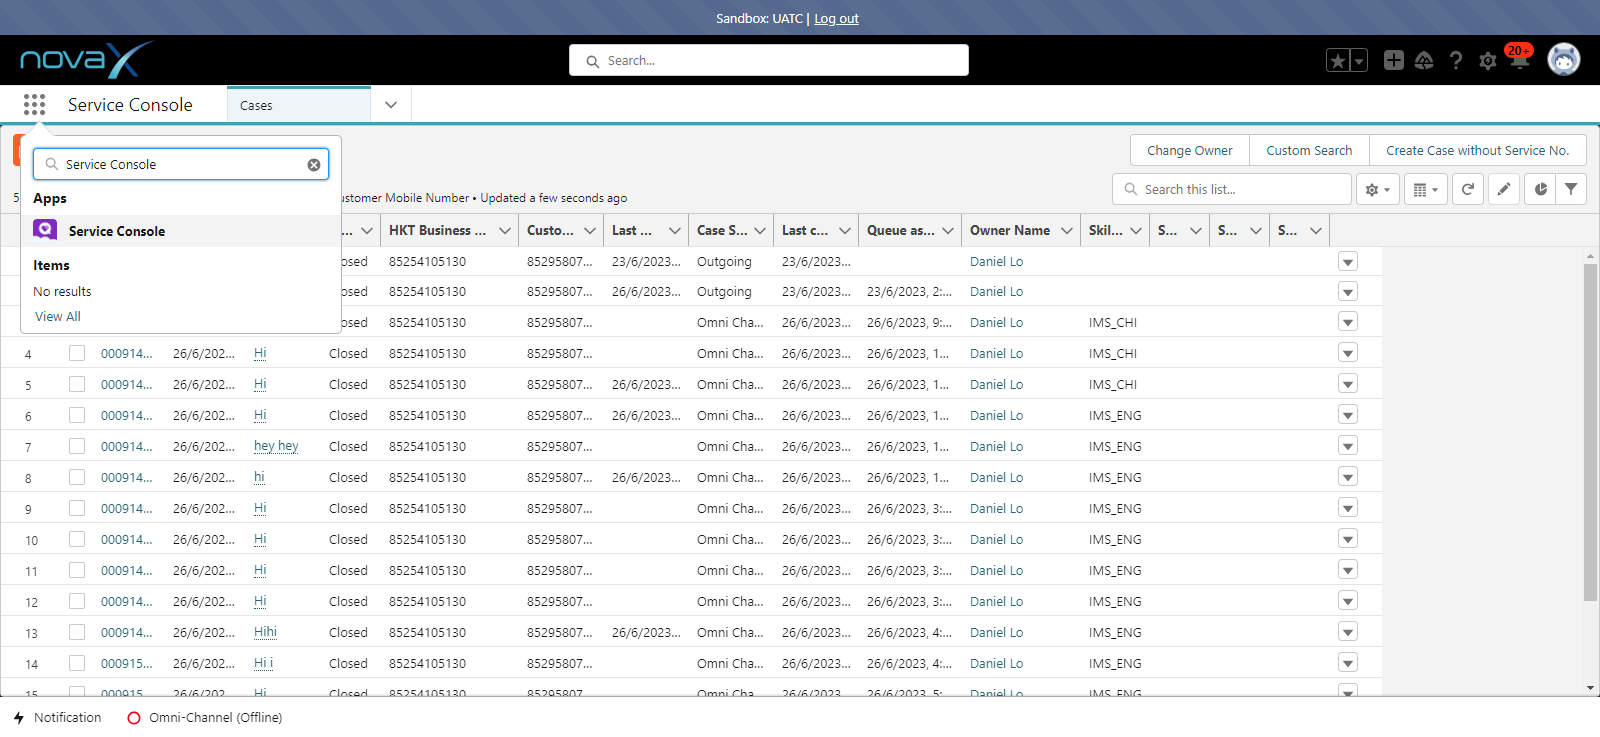 Sandbox: UATC | Log out
novaX
Search...
20+
Service Console
Cases
Service Console
Apps
Service Console
Items
No results
View All
Change Owner
Custom Search
Create Case without Service No.
ustomer Mobile Number • Updated a few seconds ago
Search this list...
... HKT Business ... Custo... Last ... Case S... Last c... Queue as... Owner Name Skil... S... S... S...
osed 85254105130 85295807... 23/6/2023... Outgoing 23/6/2023... Daniel Lo
osed 85254105130 85295807... 26/6/2023... Outgoing 23/6/2023... 23/6/2023, 2:... Daniel Lo
osed 85254105130 85295807... Omni Cha... 26/6/2023... 26/6/2023, 9:... Daniel Lo IMS_CHI
4 000914... 26/6/202... Hi Closed 85254105130 85295807... Omni Cha... 26/6/2023... 26/6/2023, 1... Daniel Lo IMS_CHI
5 000914... 26/6/202... Hi Closed 85254105130 85295807... 26/6/2023... Omni Cha... 26/6/2023... 26/6/2023, 1... Daniel Lo IMS_CHI
6 000914... 26/6/202... Hi Closed 85254105130 85295807... 26/6/2023... Omni Cha... 26/6/2023... 26/6/2023, 1... Daniel Lo IMS_ENG
7 000914... 26/6/202... hey hey Closed 85254105130 85295807... Omni Cha... 26/6/2023... 26/6/2023, 1... Daniel Lo IMS_ENG
8 000914... 26/6/202... hi Closed 85254105130 85295807... 26/6/2023... Omni Cha... 26/6/2023... 26/6/2023, 1... Daniel Lo IMS_ENG
9 000914... 26/6/202... Hi Closed 85254105130 85295807... Omni Cha... 26/6/2023... 26/6/2023, 3:... Daniel Lo IMS_ENG
10 000914... 26/6/202... Hi Closed 85254105130 85295807... Omni Cha... 26/6/2023... 26/6/2023, 3:... Daniel Lo IMS_ENG
11 000914... 26/6/202... Hi Closed 85254105130 85295807... Omni Cha... 26/6/2023... 26/6/2023, 3:... Daniel Lo IMS_ENG
12 000914... 26/6/202... Hi Closed 85254105130 85295807... Omni Cha... 26/6/2023... 26/6/2023, 3:... Daniel Lo IMS_ENG
13 000914... 26/6/202... Hihi Closed 85254105130 85295807... 26/6/2023... Omni Cha... 26/6/2023... 26/6/2023, 4:... Daniel Lo IMS_ENG
14 000915... 26/6/202... Hi i Closed 85254105130 85295807... Omni Cha... 26/6/2023... 26/6/2023, 4:... Daniel Lo IMS_ENG
15 000915... 26/6/202... Hi Closed 85254105130 85295807... Omni Cha... 26/6/2023... 26/6/2023, 5:... Daniel Lo IMS_ENG
Notification
Omni-Channel (Offline)